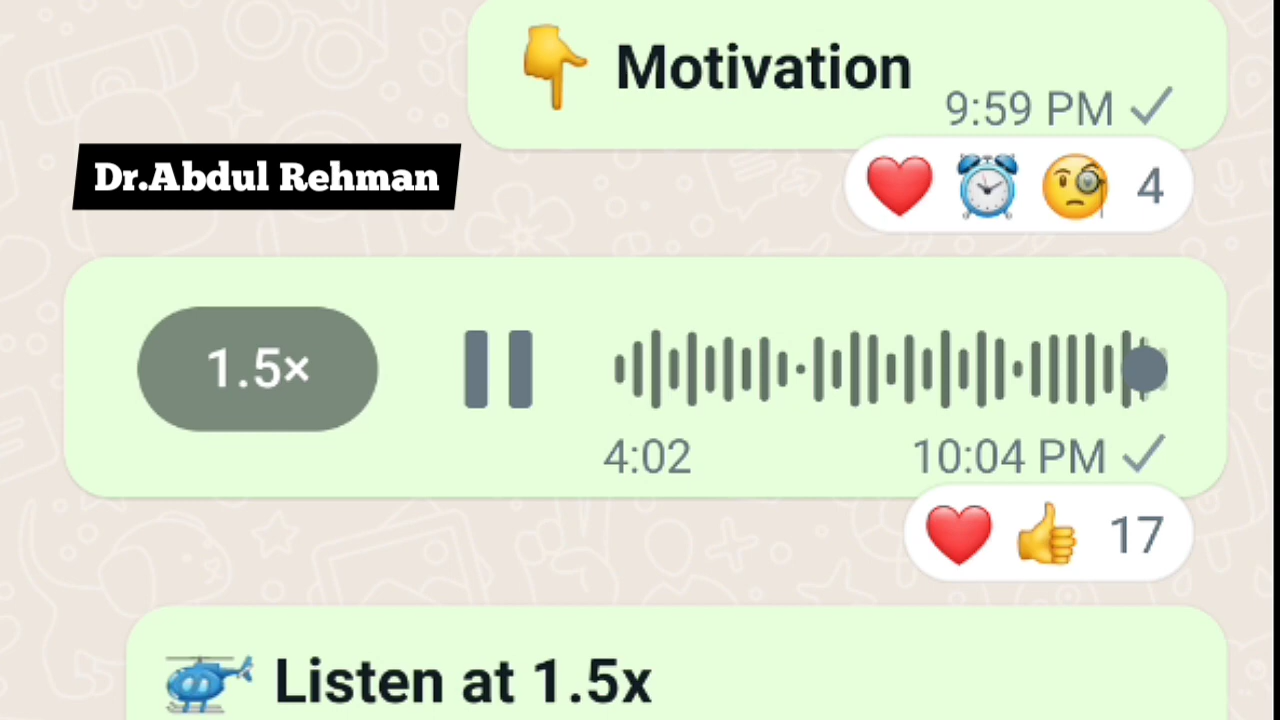 👇 Motivation
9:59 PM
Dr.Abdul Rehman
❤️ ⏰ 🧐 4
1.5×
4:02 10:04 PM
❤️ 👍 17
🚁 Listen at 1.5x